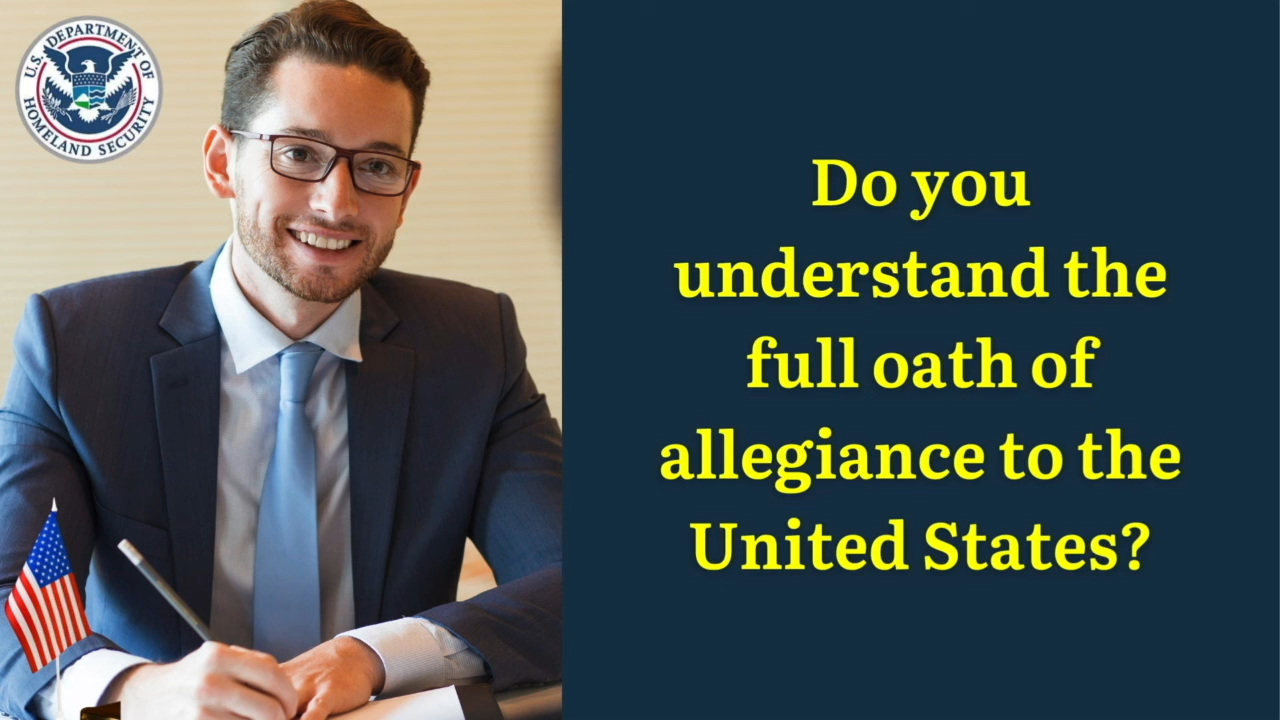 U.S. DEPARTMENT OF
HOMELAND SECURITY
Do you
understand the
full oath of
allegiance to the
United States?